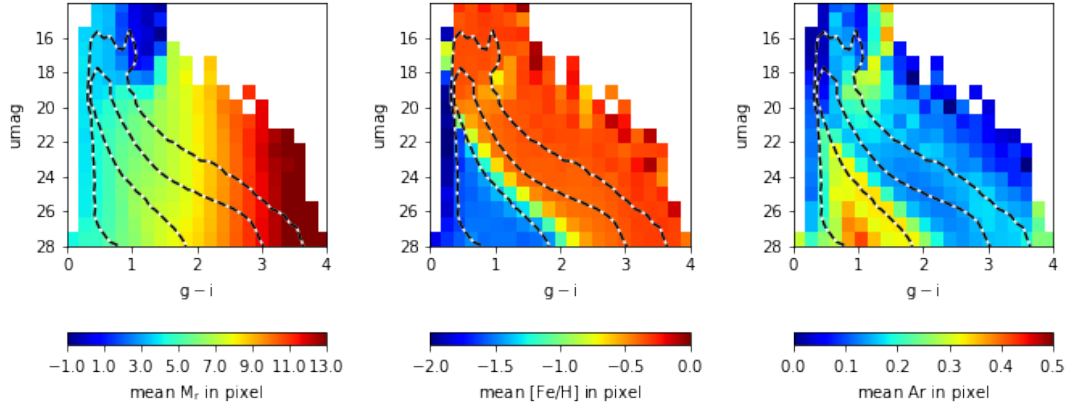 16
18
20
22
24
26
28
umag
0 1 2 3 4
g − i
−1.0 1.0 3.0 5.0 7.0 9.0 11.0 13.0
mean Mr in pixel
16
18
20
22
24
26
28
umag
0 1 2 3 4
g − i
−2.0 −1.5 −1.0 −0.5 0.0
mean [Fe/H] in pixel
16
18
20
22
24
26
28
umag
0 1 2 3 4
g − i
0.0 0.1 0.2 0.3 0.4 0.5
mean Ar in pixel